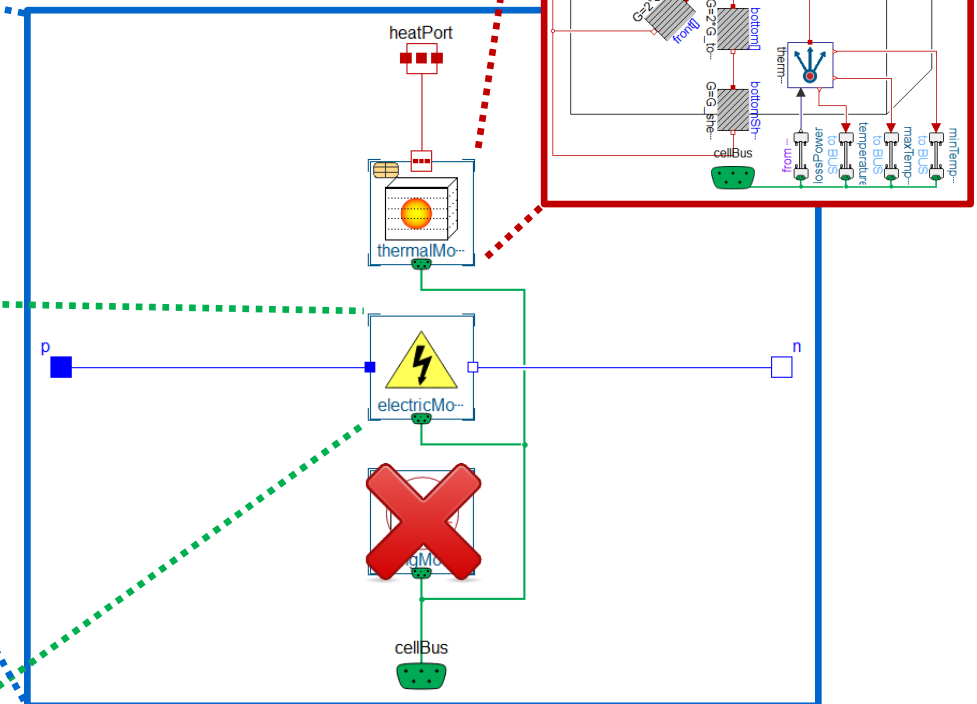 heatPort
thermalMo···
p
n
electricMo···
gMo
cellBus
G=2*G_to
front[]
bottom[]
therm···
G=G_she···
bottomSh···
cellBus
from ···
lossPower
to BUS
temperature
to BUS
maxTemp···
to BUS
minTemp···